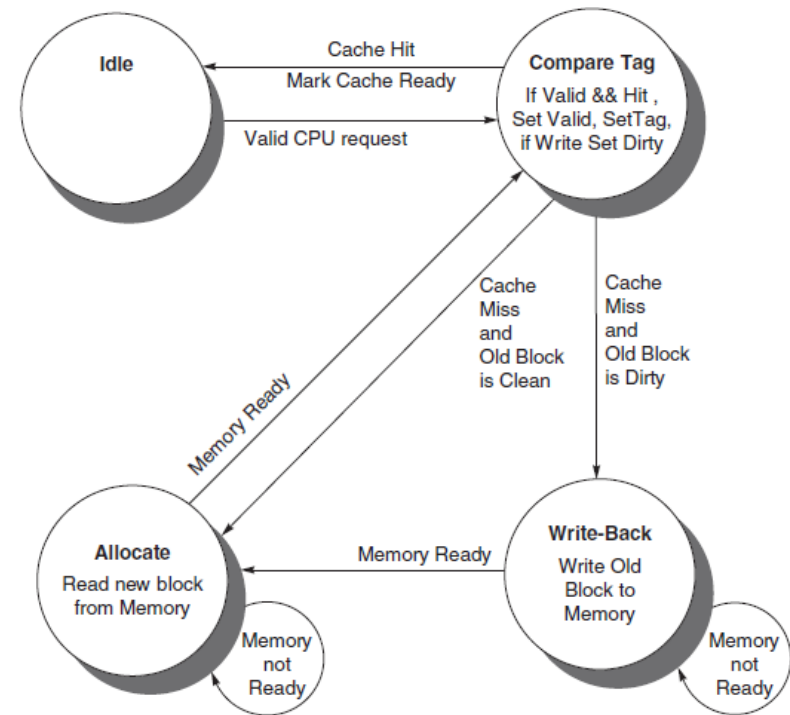 Idle
Cache Hit
Mark Cache Ready
Valid CPU request
Compare Tag
If Valid && Hit ,
Set Valid, SetTag,
if Write Set Dirty
Cache
Miss
and
Old Block
is Clean
Cache
Miss
and
Old Block
is Dirty
Memory Ready
Allocate
Read new block
from Memory
Memory
not
Ready
Memory Ready
Write-Back
Write Old
Block to
Memory
Memory
not
Ready